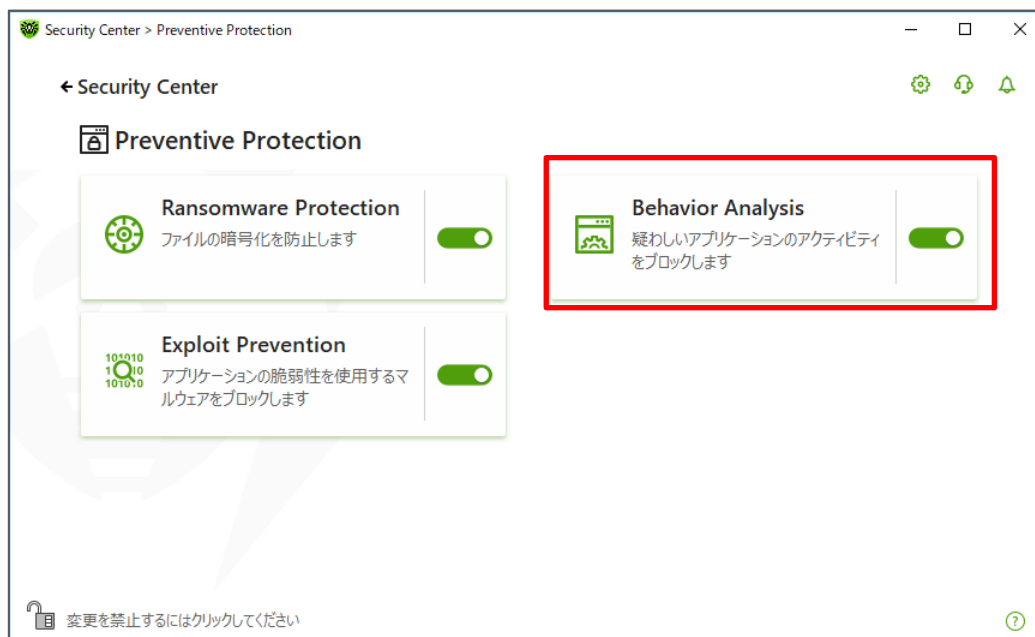 Security Center > Preventive Protection
Security Center
Preventive Protection
Ransomware Protection
ファイルの暗号化を防止します
Behavior Analysis
疑わしいアプリケーションのアクティビティ
をブロックします
Exploit Prevention
アプリケーションの脆弱性を使用するマ
ルウェアをブロックします
101010
1 10
101010
変更を禁止するにはクリックしてください
?